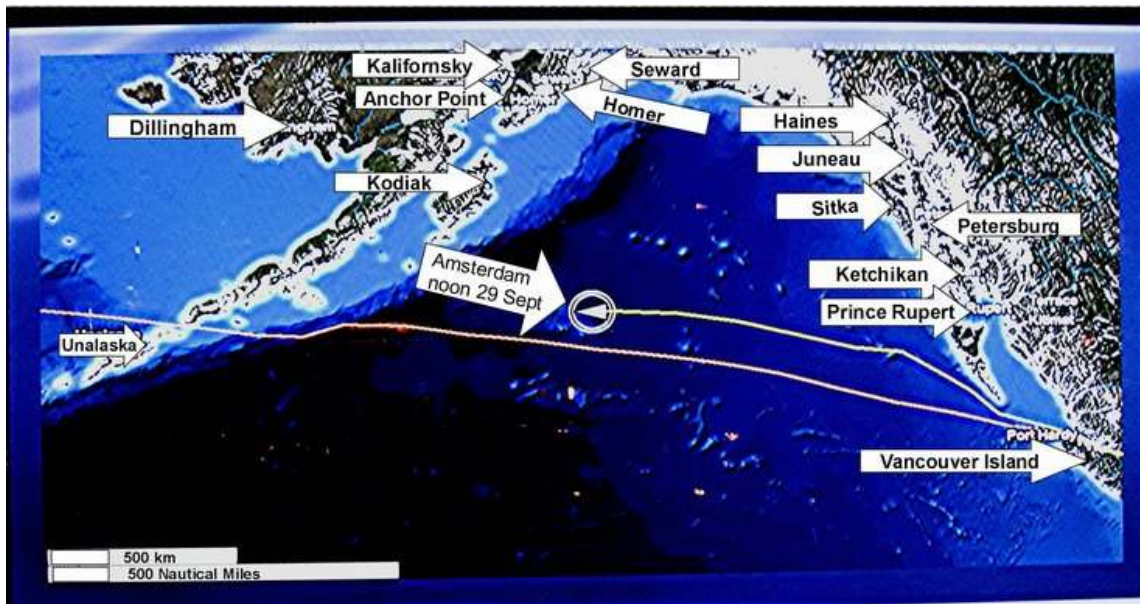 Kalifornsky
Seward
Anchor Point
Homer
Dillingham
Haines
Juneau
Kodiak
Sitka
Petersburg
Amsterdam
noon 29 Sept
Ketchikan
Terrace
Prince Rupert
Unalaska
Port Hardy
Vancouver Island
500 km
500 Nautical Miles